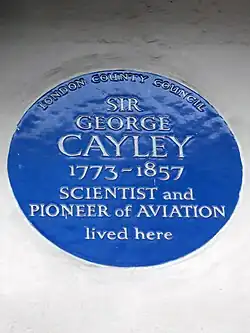 LONDON COUNTY COUNCIL
SIR
GEORGE
CAYLEY
1773-1857
SCIENTIST and
PIONEER of AVIATION
lived here